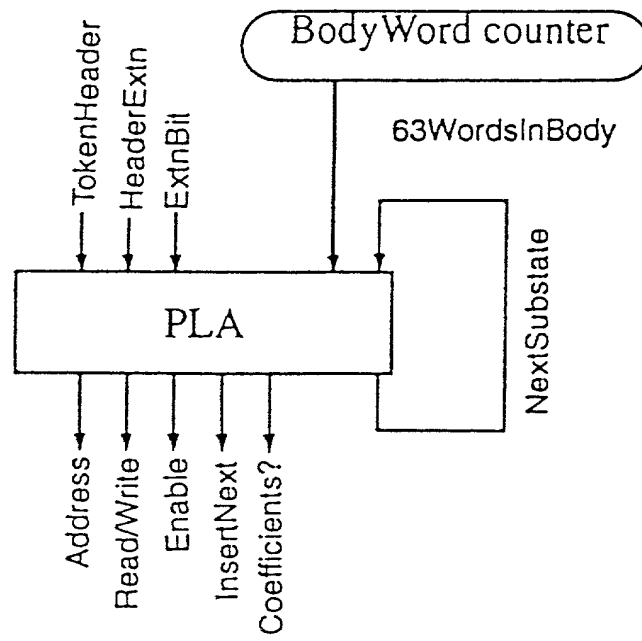 BodyWord counter
63WordsInBody
TokenHeader
HeaderExtn
ExtnBit
PLA
NextSubstate
Address
Read/Write
Enable
InsertNext
Coefficients?